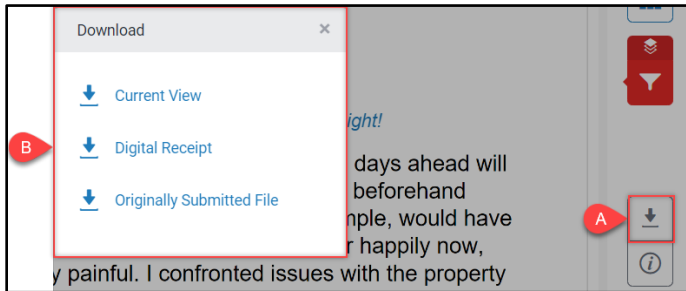 Download ×
Current View
Digital Receipt
Originally Submitted File
B
A
ight!
days ahead will
beforehand
mple, would have
r happily now,
y painful. I confronted issues with the property
i